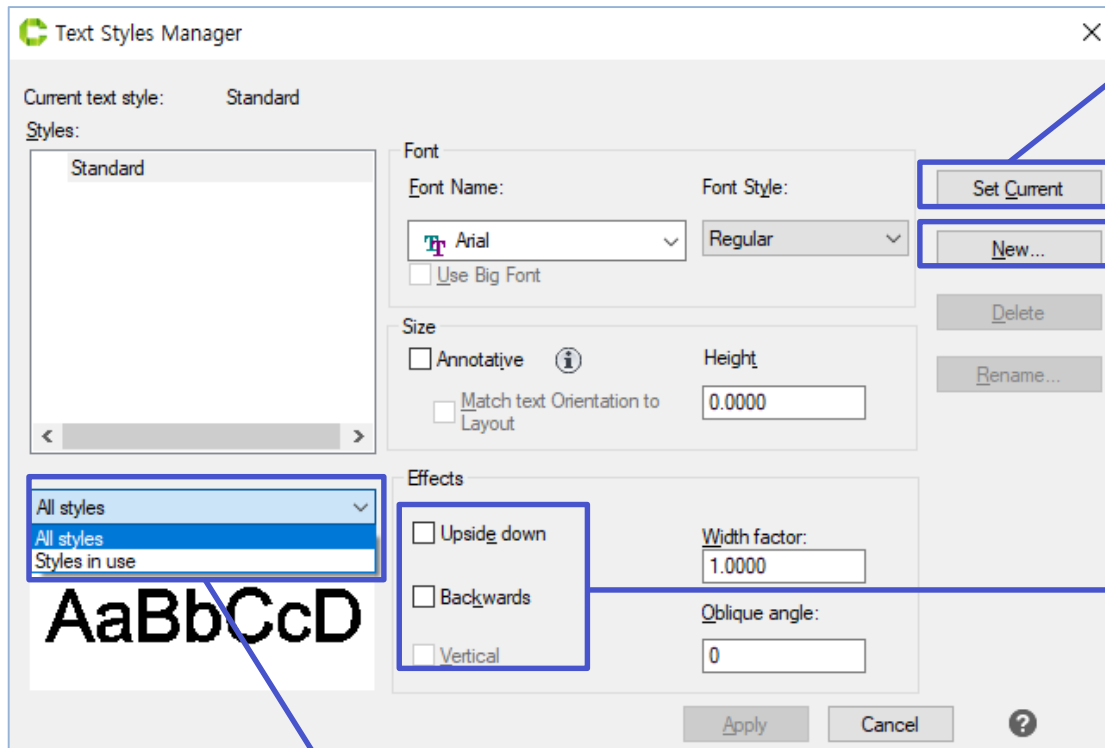 Text Styles Manager
Current text style: Standard
Styles:
Standard
Font
Font Name:
Font Style:
Arial
Regular
Use Big Font
Set Current
New...
Delete
Rename...
Size
Annotative
Height
Match text Orientation to
Layout
0.0000
All styles
All styles
Styles in use
AaBbCcD
Effects
Upside down
Backwards
Vertical
Width factor:
1.0000
Oblique angle:
0
Apply
Cancel